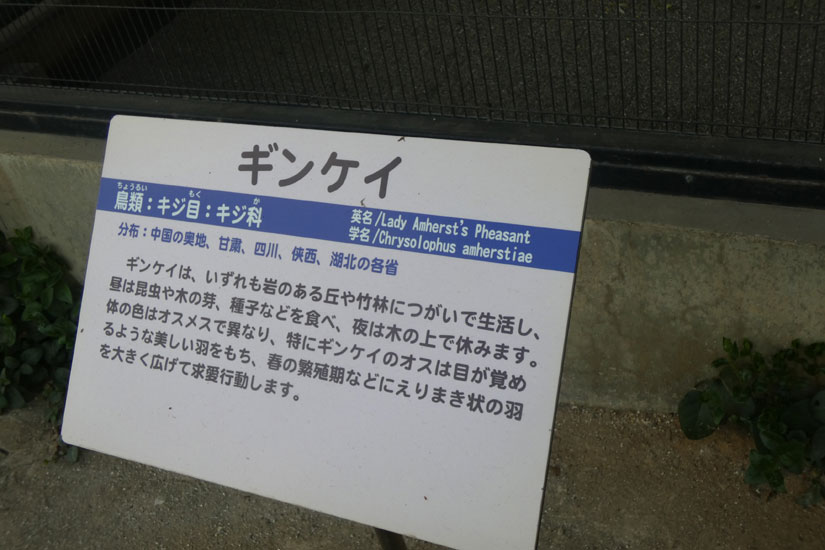 ギンケイ
ちょうるい もく か
鳥類：キジ目：キジ科
英名/Lady Amherst's Pheasant
学名/Chrysolophus amherstiae
分布：中国の奥地、甘粛、四川、侠西、湖北の各省
ギンケイは、いずれも岩のある丘や竹林につがいで生活し、
昼は昆虫や木の芽、種子などを食べ、夜は木の上で休みます。
体の色はオスメスで異なり、特にギンケイのオスは目が覚め
るような美しい羽をもち、春の繁殖期などにえりまき状の羽
を大きく広げて求愛行動します。